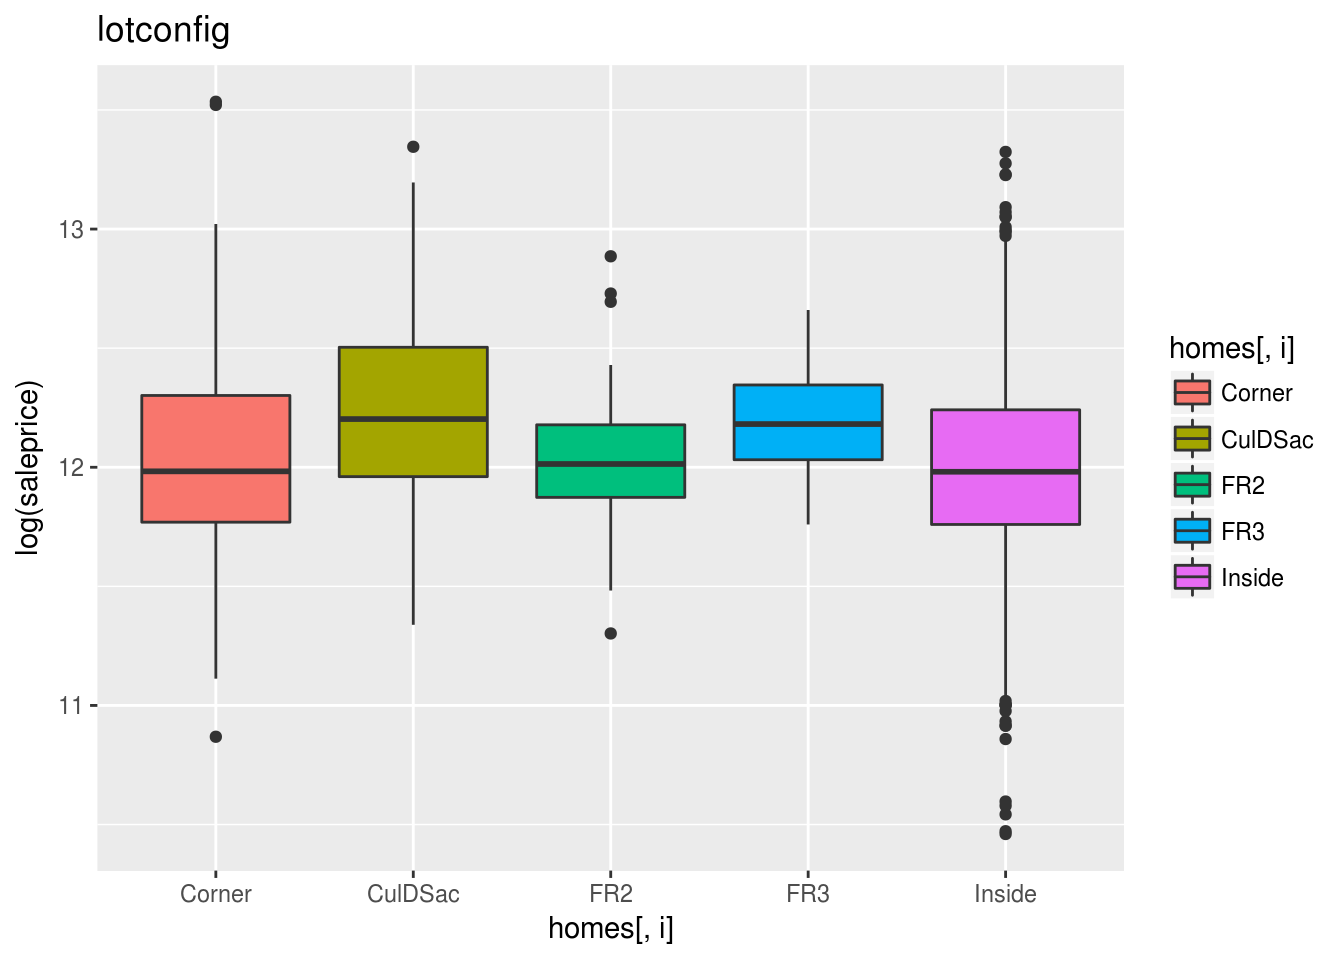 lotconfig
13
12
11
log(saleprice)
Corner
CulDSac
FR2
FR3
Inside
homes[, i]
homes[, i]
Corner
CulDSac
FR2
FR3
Inside